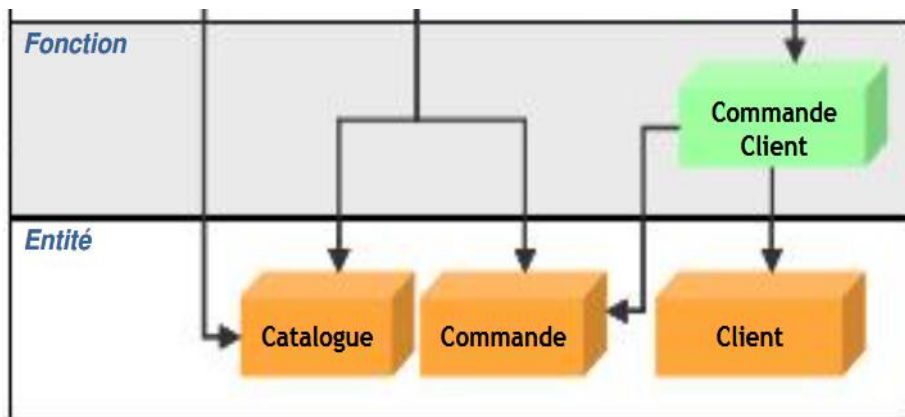 Fonction
Commande
Client
Entité
Catalogue
Commande
Client